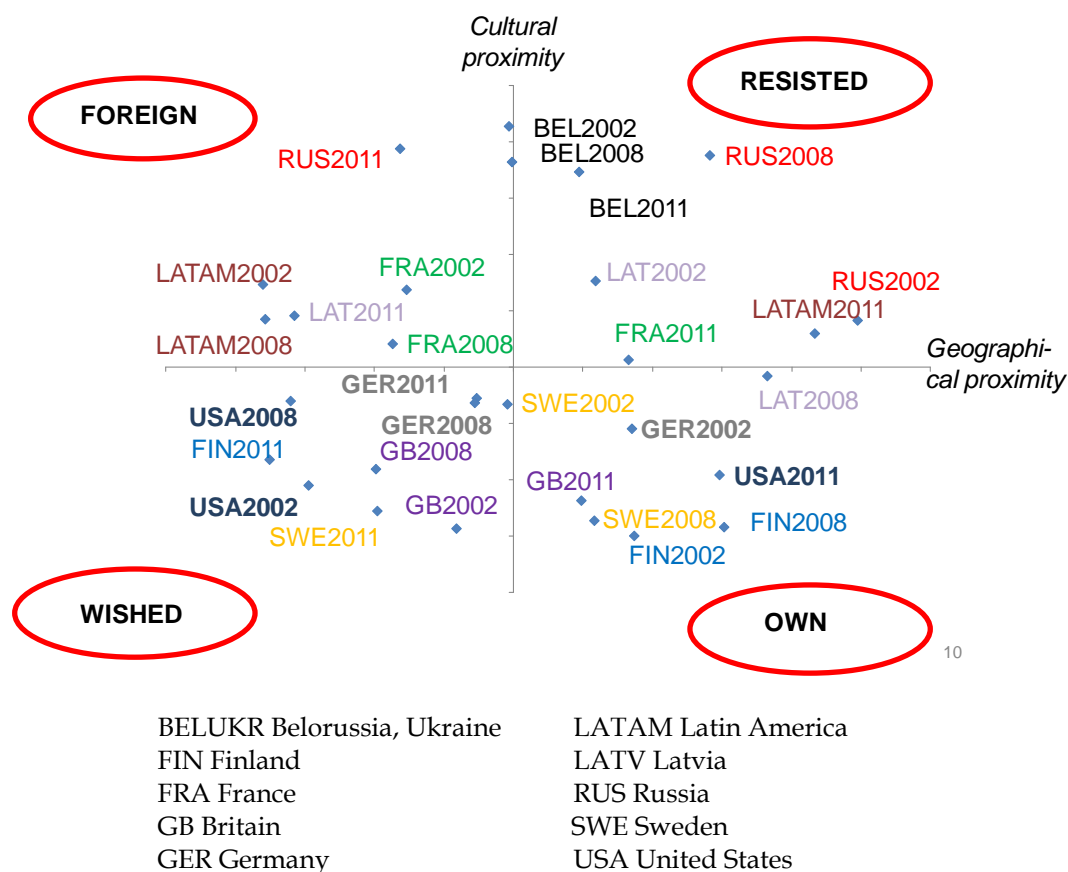 Cultural
proximity
RESISTED
FOREIGN
BEL2002
BEL2008
RUS2011
RUS2008
BEL2011
FRA2002
LAT2002
LATAM2002
RUS2002
LAT2011
LATAM2011
FRA2011
LATAM2008
FRA2008
Geographi-
cal proximity
GER2011
LAT2008
SWE2002
USA2008
GER2008
GER2002
FIN2011
GB2008
GB2011
USA2011
USA2002
GB2002
SWE2008
FIN2008
SWE2011
FIN2002
WISHED
OWN
10
BELUKR Belorussia, Ukraine
LATAM Latin America
FIN Finland
LATV Latvia
FRA France
RUS Russia
GB Britain
SWE Sweden
GER Germany
USA United States